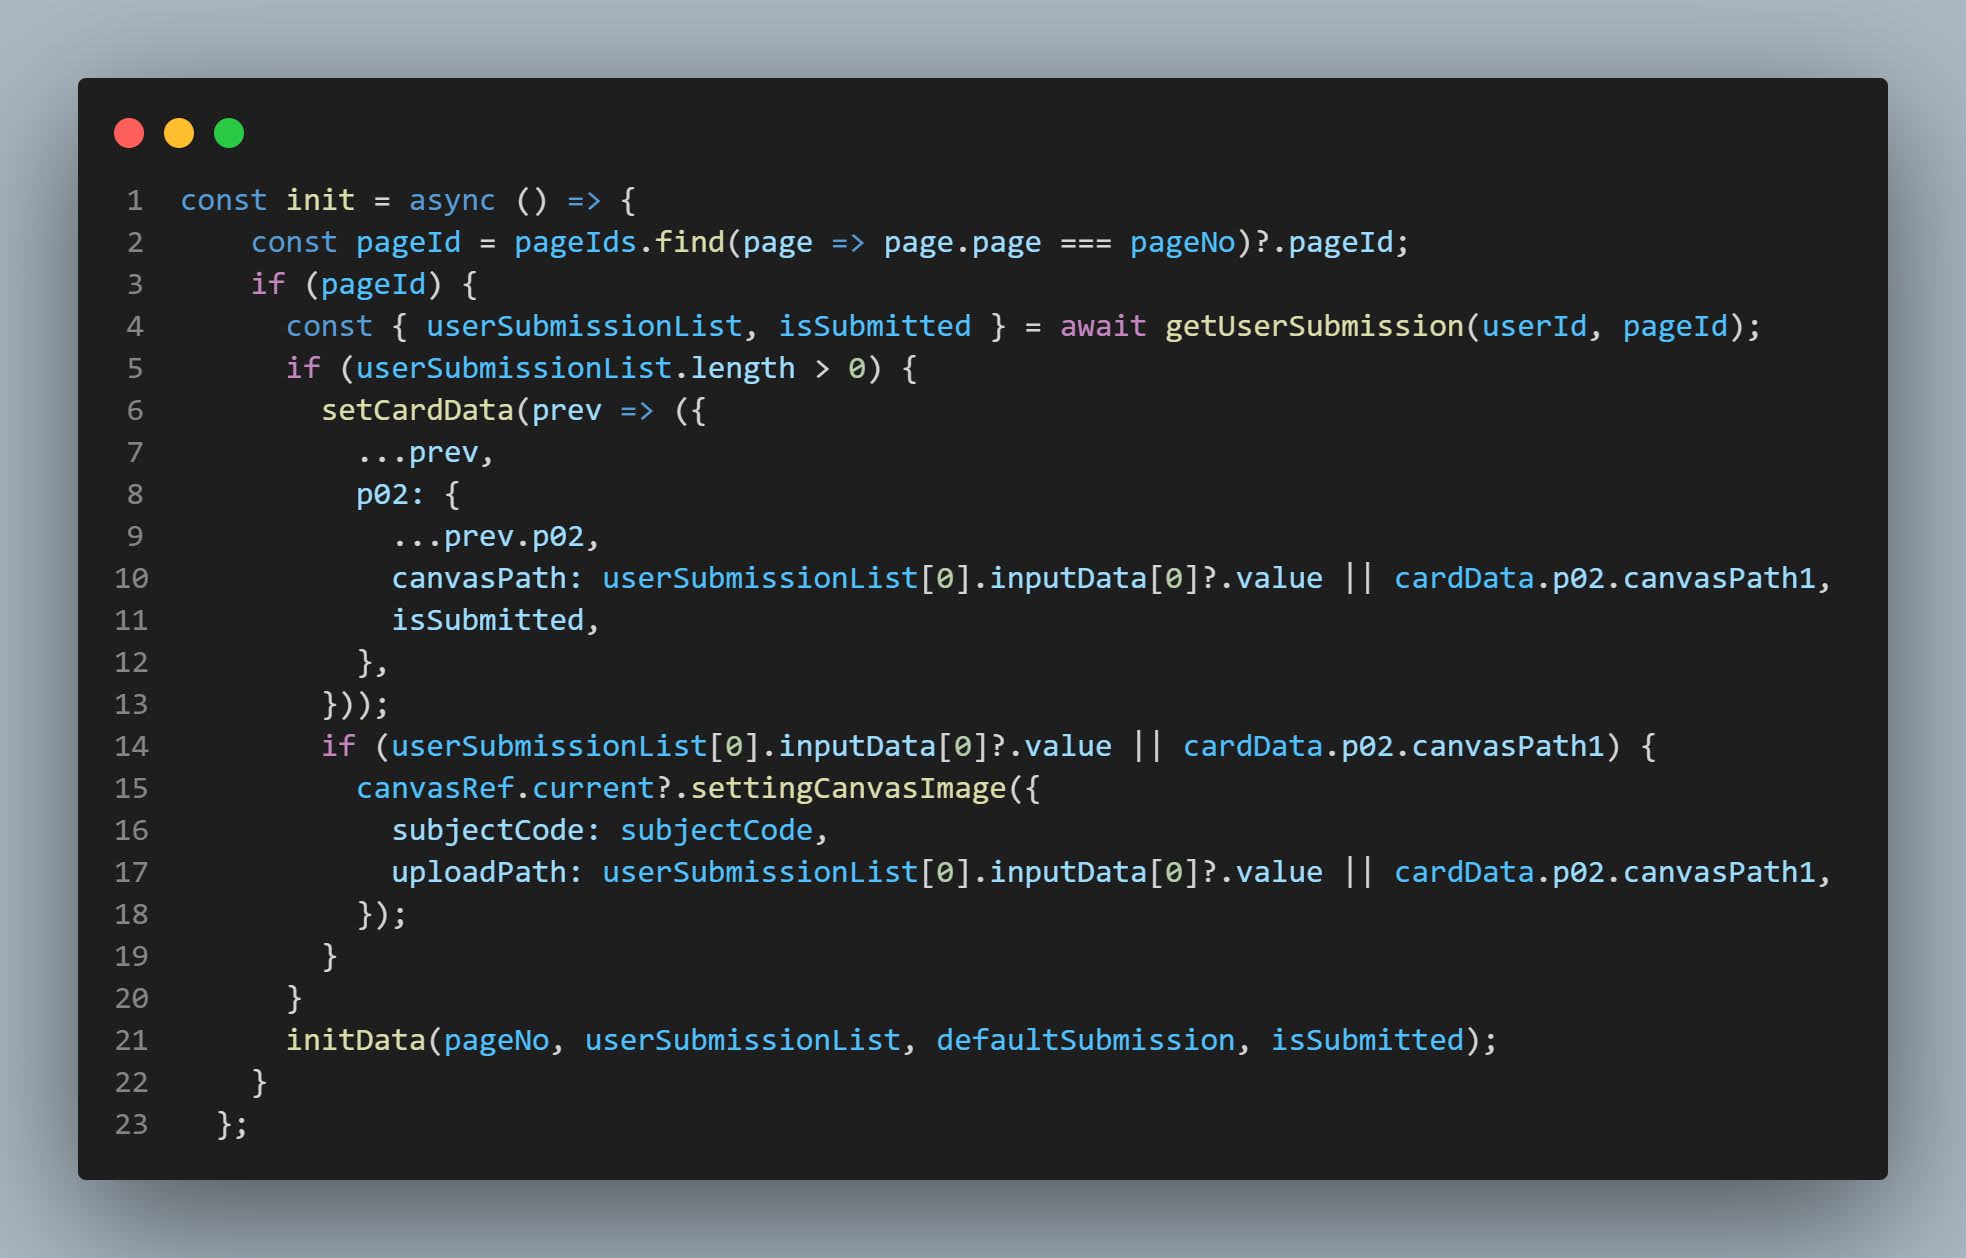 1 const init = async () => {
2     const pageId = pageIds.find(page => page.page === pageNo)?.pageId;
3     if (pageId) {
4       const { userSubmissionList, isSubmitted } = await getUserSubmission(userId, pageId);
5       if (userSubmissionList.length > 0) {
6         setCardData(prev => ({
7           ...prev,
8           p02: {
9             ...prev.p02,
10             canvasPath: userSubmissionList[0].inputData[0]?.value || cardData.p02.canvasPath1,
11             isSubmitted,
12           },
13         }));
14         if (userSubmissionList[0].inputData[0]?.value || cardData.p02.canvasPath1) {
15           canvasRef.current?.settingCanvasImage({
16             subjectCode: subjectCode,
17             uploadPath: userSubmissionList[0].inputData[0]?.value || cardData.p02.canvasPath1,
18           });
19         }
20       }
21       initData(pageNo, userSubmissionList, defaultSubmission, isSubmitted);
22     }
23   };